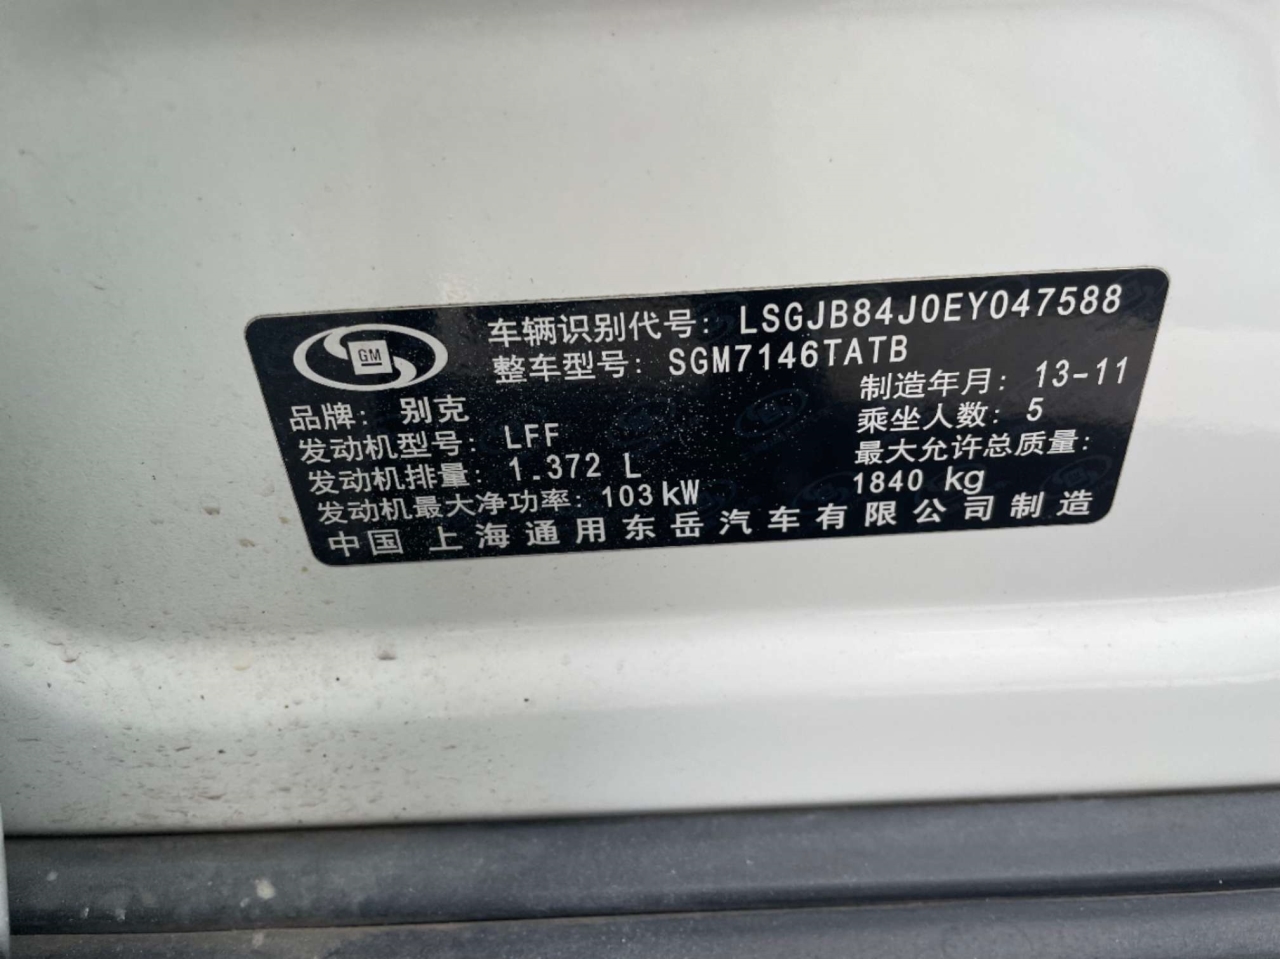 GM
车辆识别代号: LSGJB84J0EY047588
整车型号: SGM7146TATB
品牌: 别克
制造年月: 13-11
发动机型号: LFF
乘坐人数: 5
发动机排量: 1.372 L
最大允许总质量:
1840 kg
发动机最大净功率: 103kW
中国 上海通用东岳汽车有限公司制造